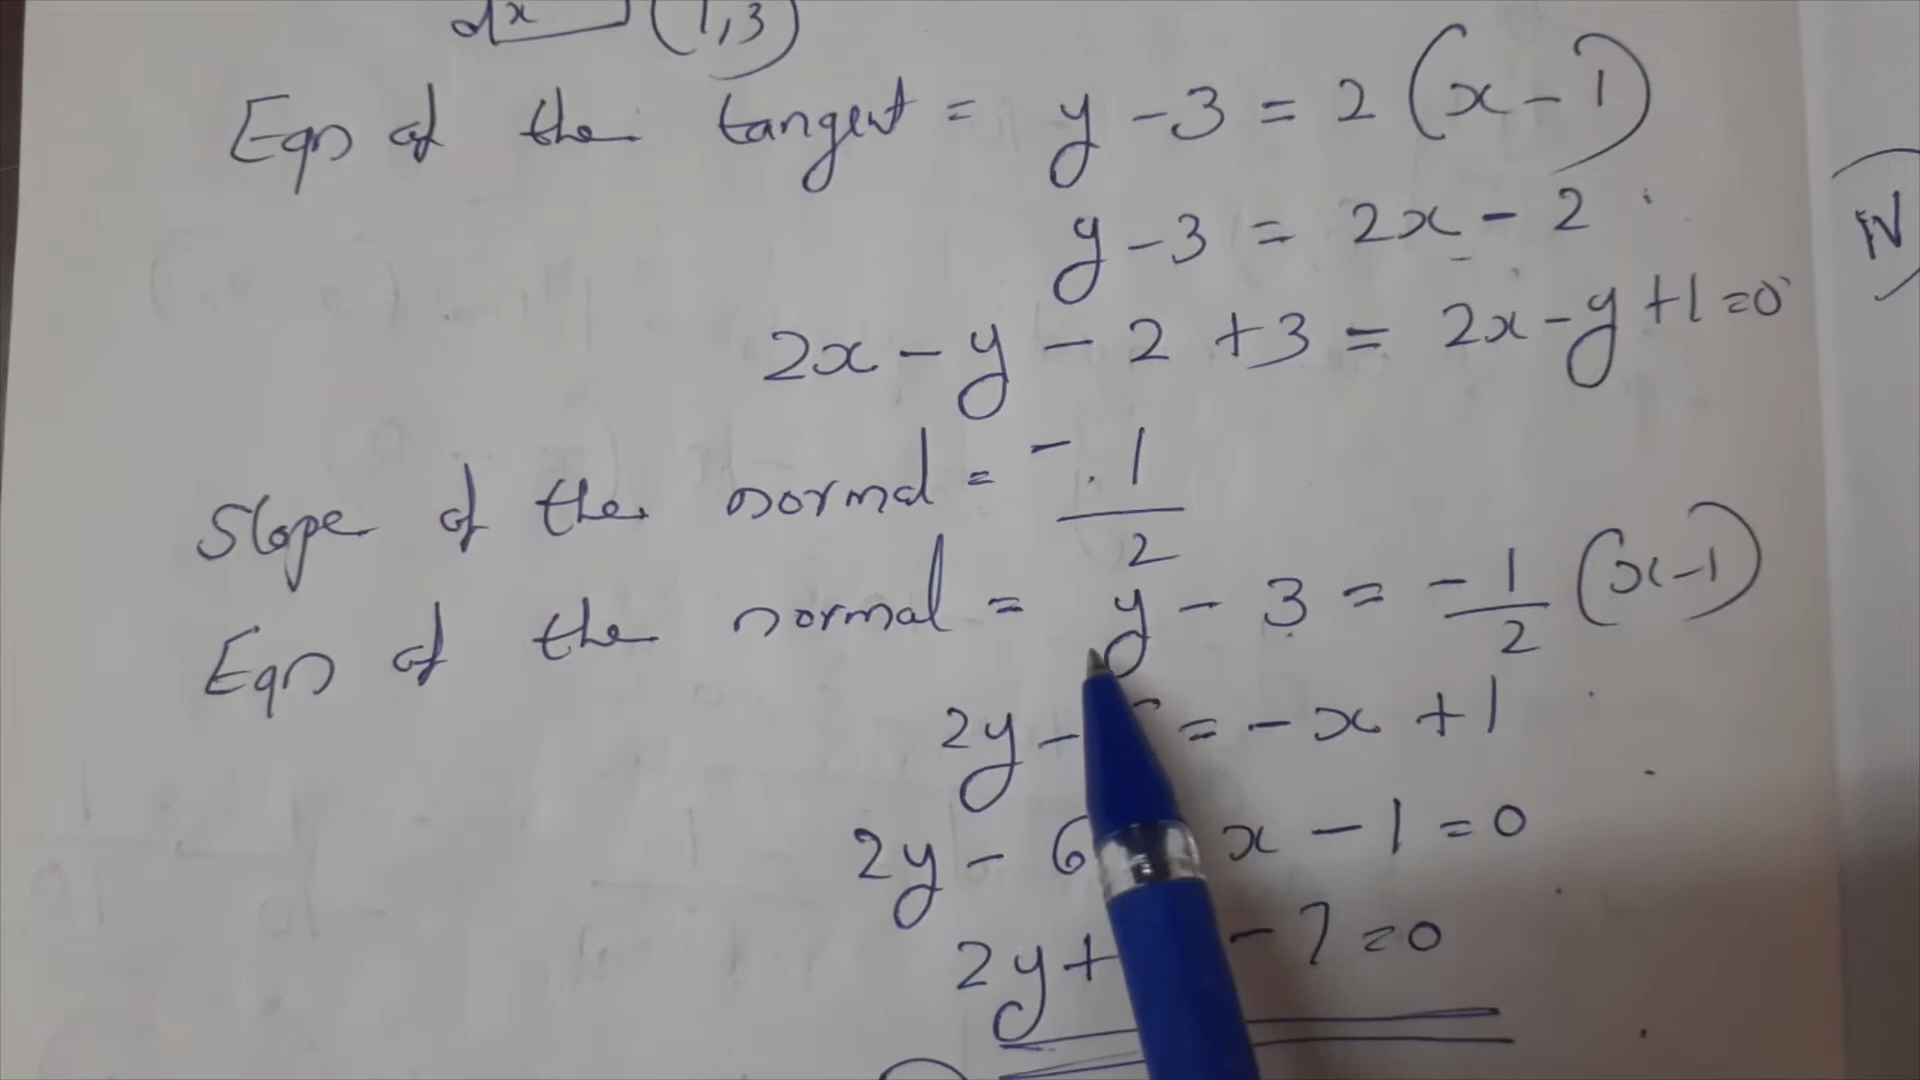 dx (1,3)
Eqn of the tangent = y - 3 = 2 (x - 1)
y - 3 = 2x - 2
2x - y - 2 + 3 = 2x - y + 1 = 0
IV)
Slope of the normal = - 1/2
Eqn of the normal = y - 3 = - 1/2 (x - 1)
2y - = - x + 1
2y - 6 x - 1 = 0
2y + - 7 = 0